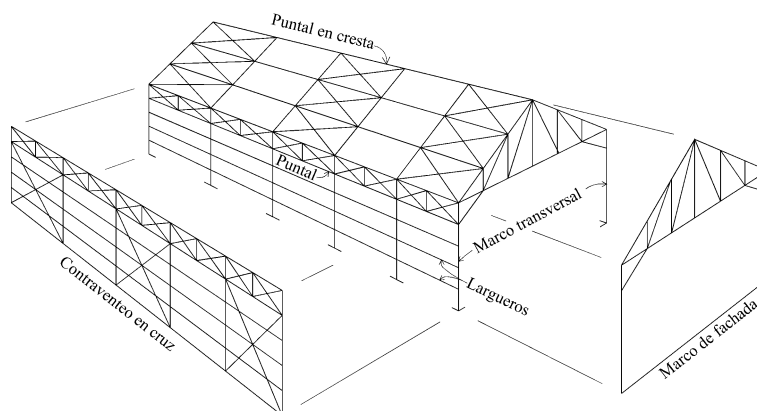 Puntal en cresta
Puntal
Marco transversal
Largueros
Contraventeo en cruz
Marco de fachada